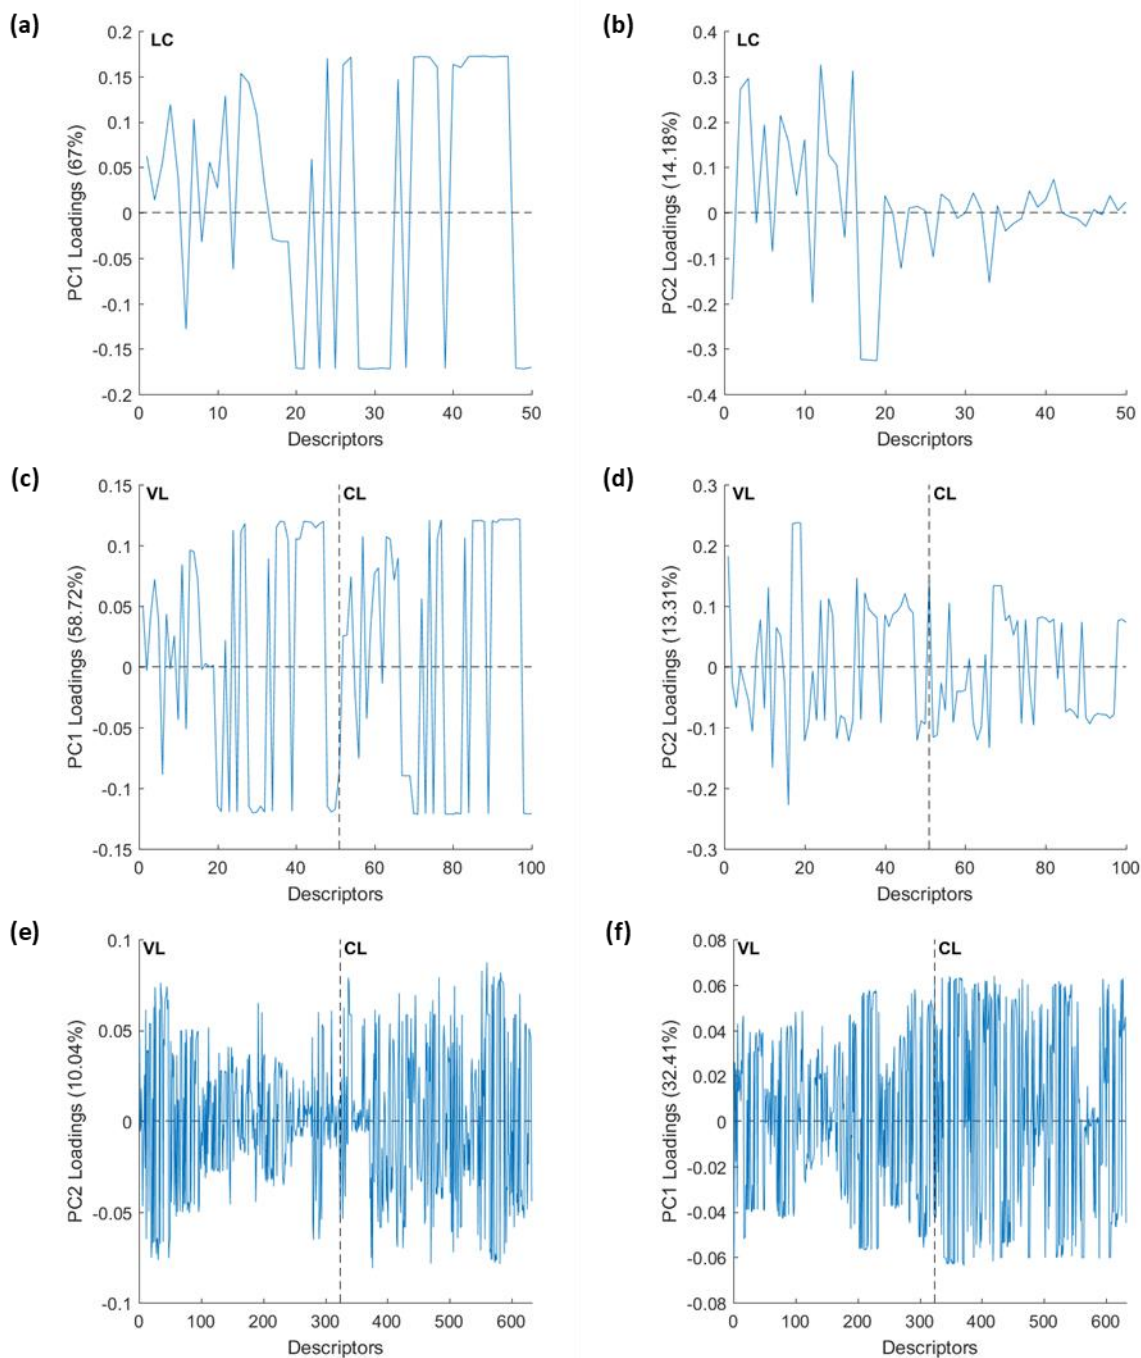 (a)
LC
0.2
0.15
0.1
0.05
0
-0.05
-0.1
-0.15
-0.2
PC1 Loadings (67%)
0 10 20 30 40 50
Descriptors
(b)
LC
0.4
0.3
0.2
0.1
0
-0.1
-0.2
-0.3
-0.4
PC2 Loadings (14.18%)
0 10 20 30 40 50
Descriptors
(c)
VL CL
0.15
0.1
0.05
0
-0.05
-0.1
-0.15
PC1 Loadings (58.72%)
0 20 40 60 80 100
Descriptors
(d)
VL CL
0.3
0.2
0.1
0
-0.1
-0.2
-0.3
PC2 Loadings (13.31%)
0 20 40 60 80 100
Descriptors
(e)
VL CL
0.1
0.05
0
-0.05
-0.1
PC2 Loadings (10.04%)
0 100 200 300 400 500 600
Descriptors
(f)
VL CL
0.08
0.06
0.04
0.02
0
-0.02
-0.04
-0.06
-0.08
PC1 Loadings (32.41%)
0 100 200 300 400 500 600
Descriptors